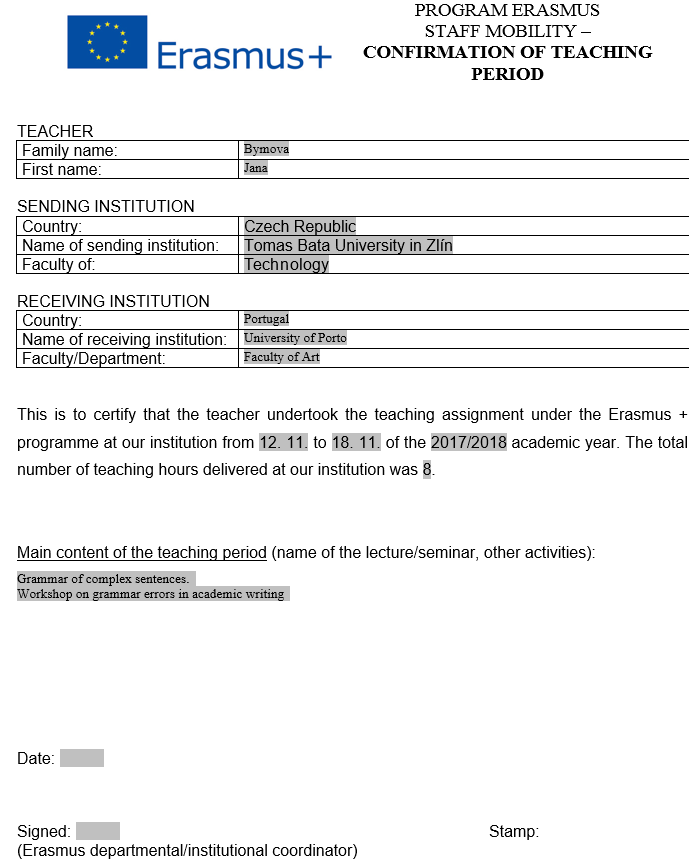 Erasmus+
PROGRAM ERASMUS
STAFF MOBILITY –
CONFIRMATION OF TEACHING
PERIOD
TEACHER
Family name: Bymova
First name: Jana
SENDING INSTITUTION
Country: Czech Republic
Name of sending institution: Tomas Bata University in Zlín
Faculty of: Technology
RECEIVING INSTITUTION
Country: Portugal
Name of receiving institution: University of Porto
Faculty/Department: Faculty of Art
This is to certify that the teacher undertook the teaching assignment under the Erasmus +
programme at our institution from 12. 11. to 18. 11. of the 2017/2018 academic year. The total
number of teaching hours delivered at our institution was 8.
Main content of the teaching period (name of the lecture/seminar, other activities):
Grammar of complex sentences.
Workshop on grammar errors in academic writing
Date:
Signed: Stamp:
(Erasmus departmental/institutional coordinator)